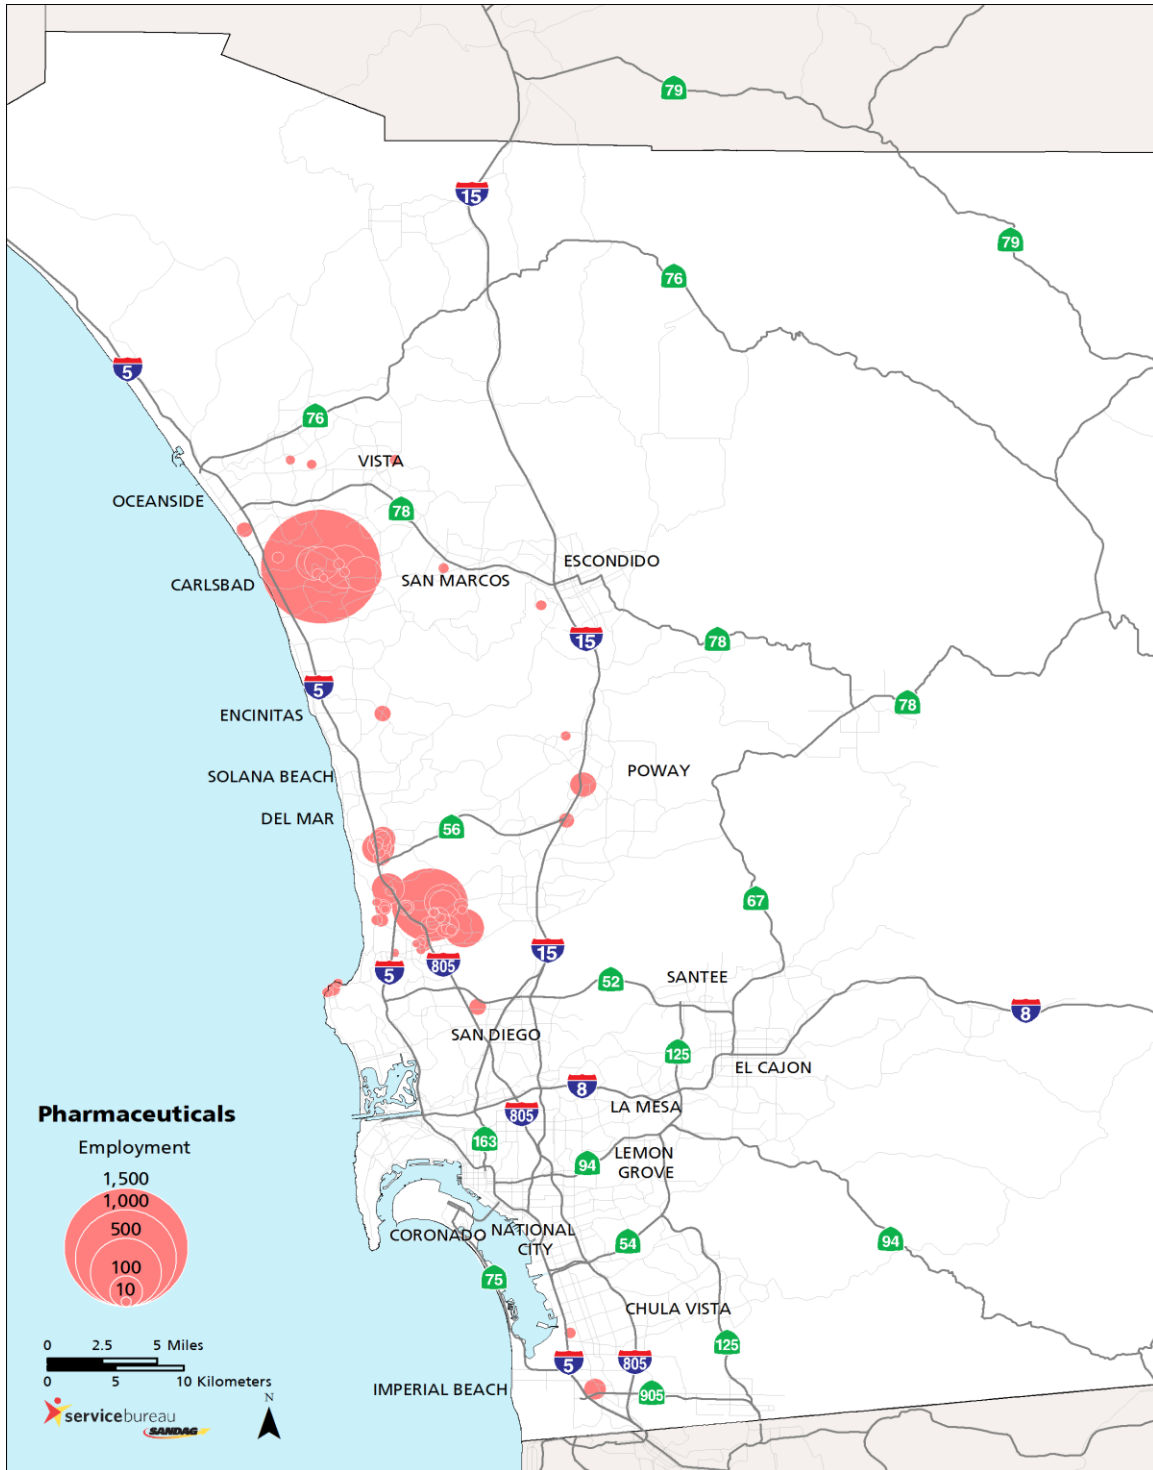 79
15
79
76
5
76
VISTA
OCEANSIDE
78
ESCONDIDO
CARLSBAD
SAN MARCOS
15
78
5
78
ENCINITAS
SOLANA BEACH
POWAY
DEL MAR
56
67
15
5
805
52
SANTEE
8
SAN DIEGO
125
EL CAJON
8
805
LA MESA
163
94
LEMON
GROVE
CORONADO
NATIONAL
CITY
54
94
75
CHULA VISTA
125
5
805
905
IMPERIAL BEACH
Pharmaceuticals
Employment
1,500
1,000
500
100
10
0 2.5 5 Miles
0 5 10 Kilometers
servicebureau
SANDAG
N